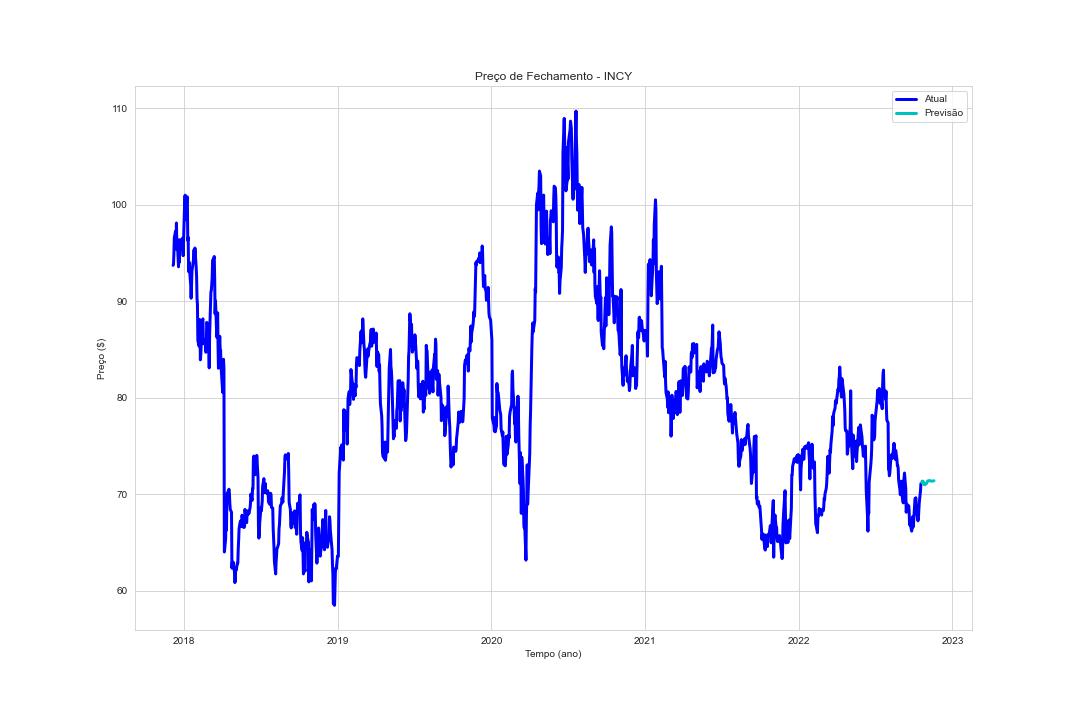 Preço de Fechamento - INCY
Atual
Previsão
110
100
90
80
70
60
Preço ($)
2018 2019 2020 2021 2022 2023
Tempo (ano)